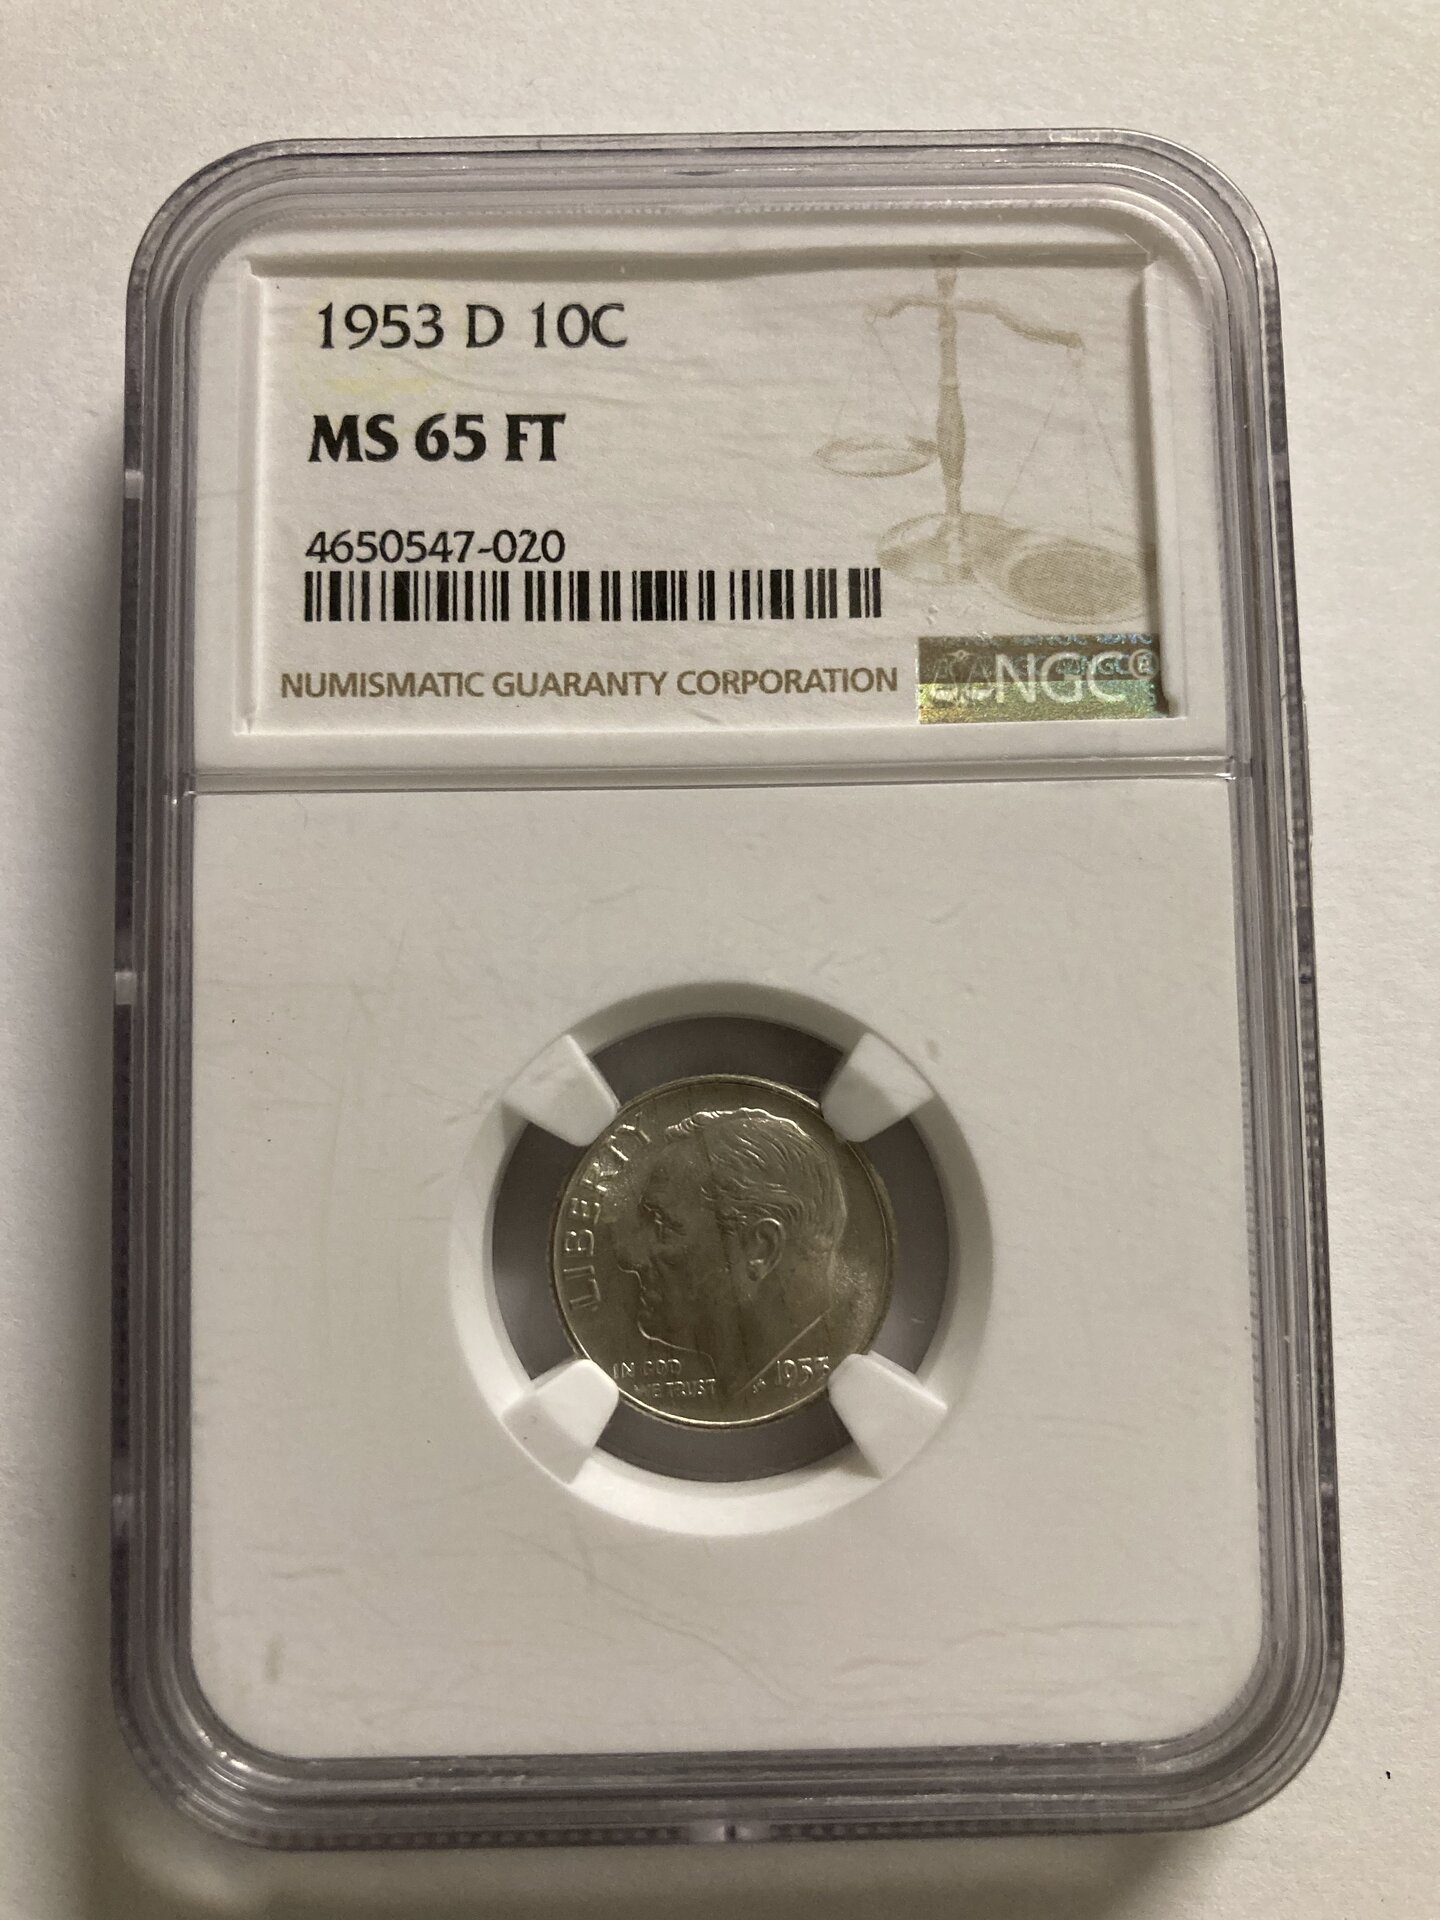 1953 D 10C
MS 65 FT
4650547-020
NUMISMATIC GUARANTY CORPORATION
NGC
LIBERTY
IN GOD
WE TRUST
1953